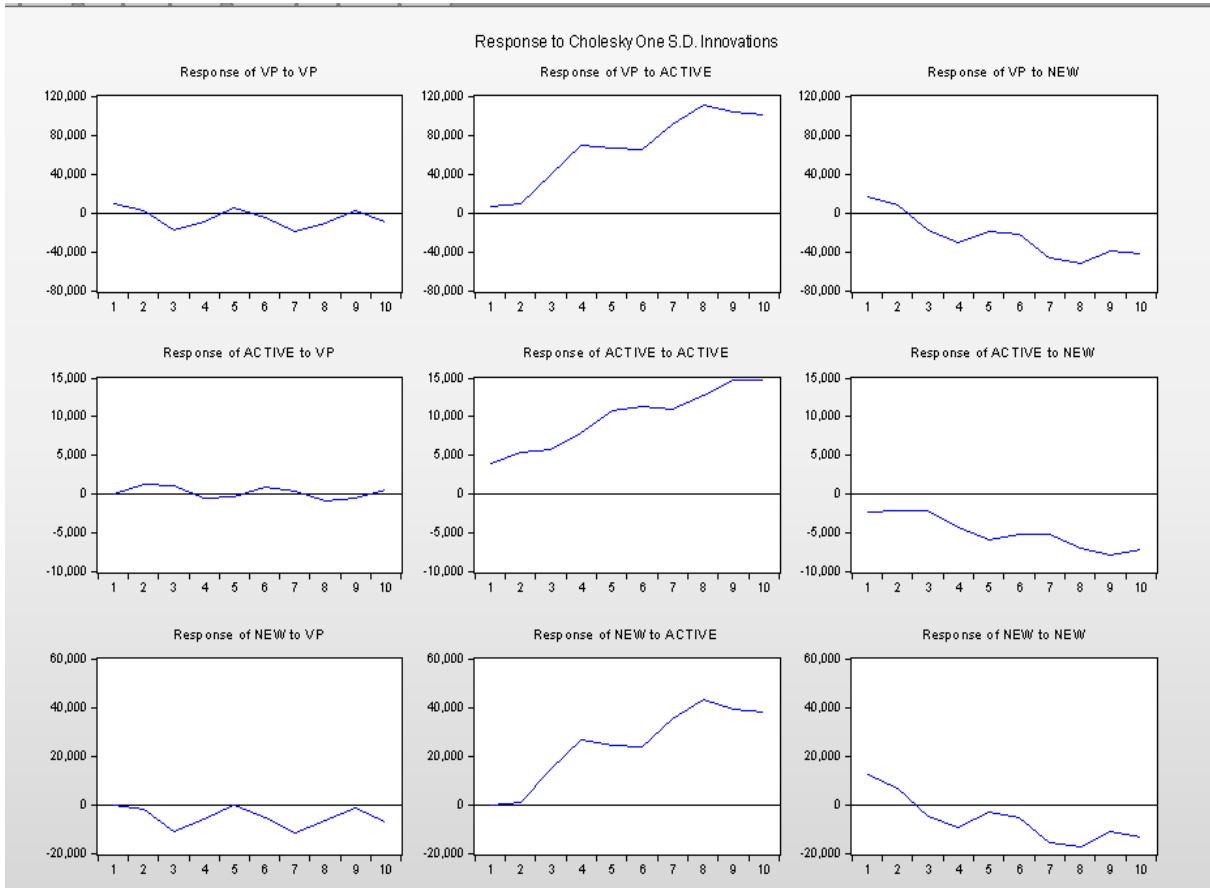 Response to Cholesky One S.D. Innovations
Response of VP to VP
120,000
80,000
40,000
0
-40,000
-80,000
1 2 3 4 5 6 7 8 9 10
Response of VP to ACTIVE
120,000
80,000
40,000
0
-40,000
-80,000
1 2 3 4 5 6 7 8 9 10
Response of VP to NEW
120,000
80,000
40,000
0
-40,000
-80,000
1 2 3 4 5 6 7 8 9 10
Response of ACTIVE to VP
15,000
10,000
5,000
0
-5,000
-10,000
1 2 3 4 5 6 7 8 9 10
Response of ACTIVE to ACTIVE
15,000
10,000
5,000
0
-5,000
-10,000
1 2 3 4 5 6 7 8 9 10
Response of ACTIVE to NEW
15,000
10,000
5,000
0
-5,000
-10,000
1 2 3 4 5 6 7 8 9 10
Response of NEW to VP
60,000
40,000
20,000
0
-20,000
1 2 3 4 5 6 7 8 9 10
Response of NEW to ACTIVE
60,000
40,000
20,000
0
-20,000
1 2 3 4 5 6 7 8 9 10
Response of NEW to NEW
60,000
40,000
20,000
0
-20,000
1 2 3 4 5 6 7 8 9 10